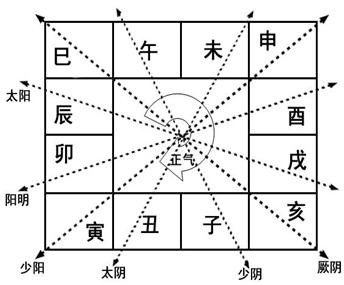 巳 午 未 申
太阳
辰 酉
正气
卯 戌
阳明
寅 丑 子 亥
少阳 太阴 少阴 厥阴